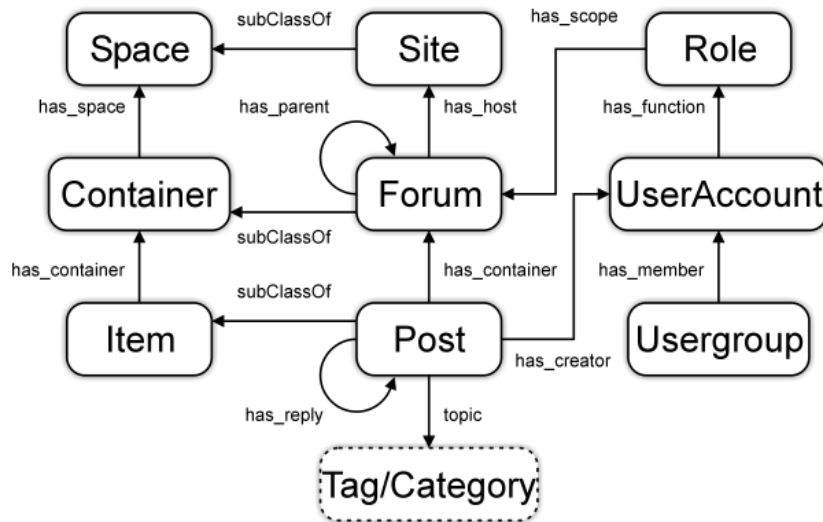 subClassOf
has_scope
Space
Site
Role
has_space
has_parent
has_host
has_function
Container
Forum
UserAccount
subClassOf
has_container
has_container
has_member
subClassOf
Item
Post
Usergroup
has_creator
has_reply
topic
Tag/Category